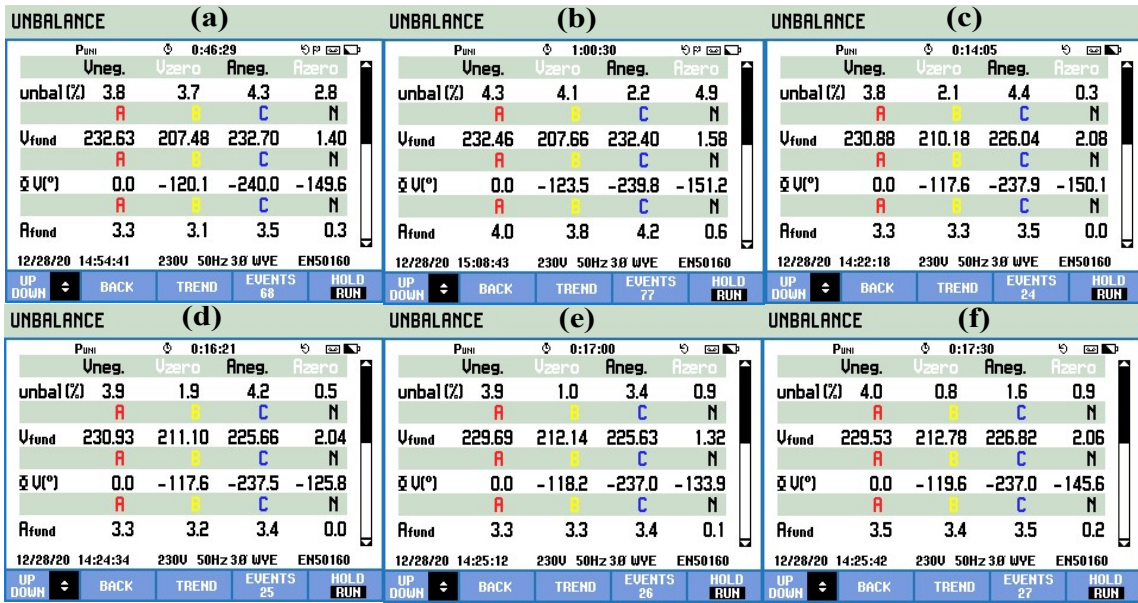 UNBALANCE (a)
PUNI 0:46:29
Vneg. Vzero Aneg. Azero
unbal(%) 3.8 3.7 4.3 2.8
A B C N
Vfund 232.63 207.48 232.70 1.40
A B C N
Φ V(°) 0.0 -120.1 -240.0 -149.6
A B C N
Afund 3.3 3.1 3.5 0.3
12/28/20 14:54:41 230V 50Hz 3Ø WYE EN50160
UP DOWN BACK TREND EVENTS 68 HOLD RUN
UNBALANCE (b)
PUNI 1:00:30
Vneg. Vzero Aneg. Azero
unbal(%) 4.3 4.1 2.2 4.9
A B C N
Vfund 232.46 207.66 232.40 1.58
A B C N
Φ V(°) 0.0 -123.5 -239.8 -151.2
A B C N
Afund 4.0 3.8 4.2 0.6
12/28/20 15:08:43 230V 50Hz 3Ø WYE EN50160
UP DOWN BACK TREND EVENTS 77 HOLD RUN
UNBALANCE (c)
PUNI 0:14:05
Vneg. Vzero Aneg. Azero
unbal(%) 3.8 2.1 4.4 0.3
A B C N
Vfund 230.88 210.18 226.04 2.08
A B C N
Φ V(°) 0.0 -117.6 -237.9 -150.1
A B C N
Afund 3.3 3.3 3.5 0.0
12/28/20 14:22:18 230V 50Hz 3Ø WYE EN50160
UP DOWN BACK TREND EVENTS 24 HOLD RUN
UNBALANCE (d)
PUNI 0:16:21
Vneg. Vzero Aneg. Azero
unbal(%) 3.9 1.9 4.2 0.5
A B C N
Vfund 230.93 211.10 225.66 2.04
A B C N
Φ V(°) 0.0 -117.6 -237.5 -125.8
A B C N
Afund 3.3 3.2 3.4 0.0
12/28/20 14:24:34 230V 50Hz 3Ø WYE EN50160
UP DOWN BACK TREND EVENTS 25 HOLD RUN
UNBALANCE (e)
PUNI 0:17:00
Vneg. Vzero Aneg. Azero
unbal(%) 3.9 1.0 3.4 0.9
A B C N
Vfund 229.69 212.14 225.63 1.32
A B C N
Φ V(°) 0.0 -118.2 -237.0 -133.9
A B C N
Afund 3.3 3.3 3.4 0.1
12/28/20 14:25:12 230V 50Hz 3Ø WYE EN50160
UP DOWN BACK TREND EVENTS 26 HOLD RUN
UNBALANCE (f)
PUNI 0:17:30
Vneg. Vzero Aneg. Azero
unbal(%) 4.0 0.8 1.6 0.9
A B C N
Vfund 229.53 212.78 226.82 2.06
A B C N
Φ V(°) 0.0 -119.6 -237.0 -145.6
A B C N
Afund 3.5 3.4 3.5 0.2
12/28/20 14:25:42 230V 50Hz 3Ø WYE EN50160
UP DOWN BACK TREND EVENTS 27 HOLD RUN